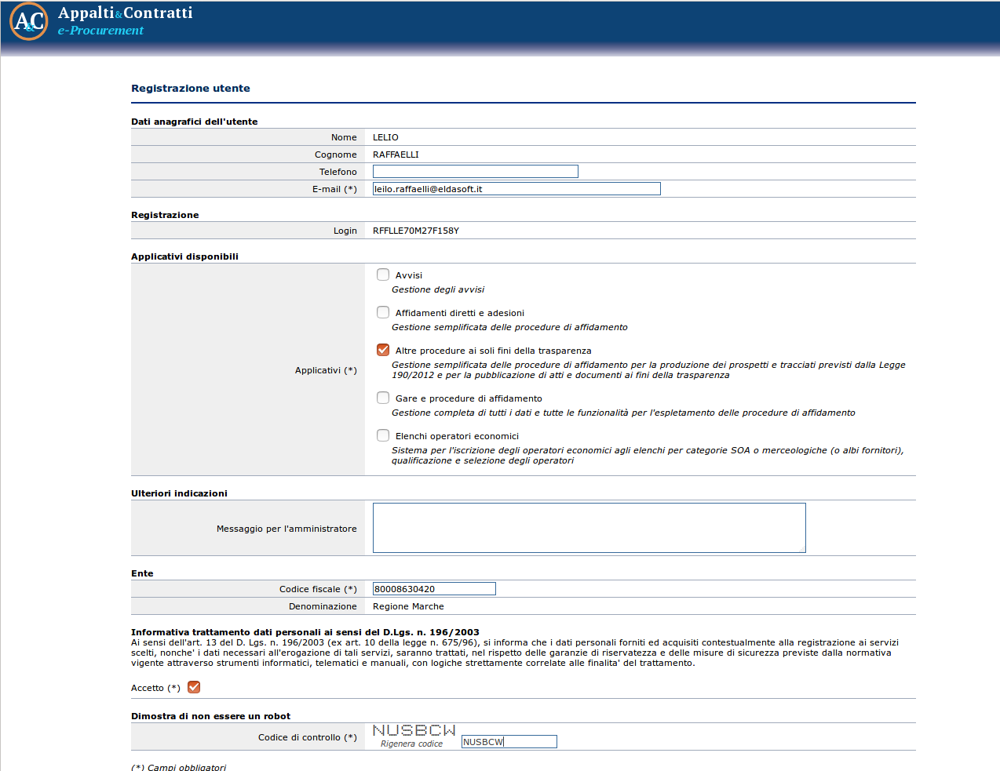 A&C
Appalti&Contratti
e-Procurement
Registrazione utente
Dati anagrafici dell'utente
Nome LELIO
Cognome RAFFAELLI
Telefono
E-mail (*) leilo.raffaelli@eldasoft.it
Registrazione
Login RFFLLE70M27F158Y
Applicativi disponibili
Applicativi (*)
Avvisi
Gestione degli avvisi
Affidamenti diretti e adesioni
Gestione semplificata delle procedure di affidamento
Altre procedure ai soli fini della trasparenza
Gestione semplificata delle procedure di affidamento per la produzione dei prospetti e tracciati previsti dalla Legge
190/2012 e per la pubblicazione di atti e documenti ai fini della trasparenza
Gare e procedure di affidamento
Gestione completa di tutti i dati e tutte le funzionalità per l'espletamento delle procedure di affidamento
Elenchi operatori economici
Sistema per l'iscrizione degli operatori economici agli elenchi per categorie SOA o merceologiche (o albi fornitori),
qualificazione e selezione degli operatori
Ulteriori indicazioni
Messaggio per l'amministratore
Ente
Codice fiscale (*) 80008630420
Denominazione Regione Marche
Informativa trattamento dati personali ai sensi del D.Lgs. n. 196/2003
Ai sensi dell'art. 13 del D. Lgs. n. 196/2003 (ex art. 10 della legge n. 675/96), si informa che i dati personali forniti ed acquisiti contestualmente alla registrazione ai servizi
scelti, nonche' i dati necessari all'erogazione di tali servizi, saranno trattati, nel rispetto delle garanzie di riservatezza e delle misure di sicurezza previste dalla normativa
vigente attraverso strumenti informatici, telematici e manuali, con logiche strettamente correlate alle finalita' del trattamento.
Accetto (*)
Dimostra di non essere un robot
NUSBCW
Codice di controllo (*) Rigenera codice NUSBCW
(*) Campi obbligatori